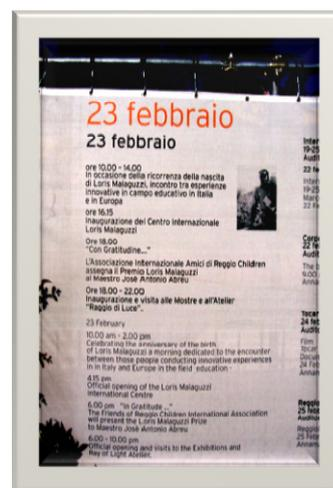 23 febbraio
23 febbraio
ore 10.00 - 14.00
In occasione della ricorrenza della nascita
di Loris Malaguzzi, incontro tra esperienze
innovative in campo educativo in Italia
e in Europa
ore 16.15
Inaugurazione del Centro Internazionale
Loris Malaguzzi
Ore 18.00
"Con Gratitudine..."
L'Associazione Internazionale Amici di Reggio Children
assegna il Premio Loris Malaguzzi
al Maestro José Antonio Abreu
Ore 18.00 - 22.00
Inaugurazione e visita alle Mostre e all'Atelier
"Raggio di Luce".
23 February
10.00 am - 2.00 pm
Celebrating the anniversary of the birth
of Loris Malaguzzi a morning dedicated to the encounter
between those people conducting innovative experiences
in in Italy and Europe in the field education
4.15 pm
Official opening of the Loris Malaguzzi
International Centre
6.00 pm "In Gratitude ..."
The Friends of Reggio Children International Association
will present the Loris Malaguzzi Prize
to Maestro José Antonio Abreu
6.00 - 10.00 pm
Official opening and visits to the Exhibitions and
Ray of Light Atelier.